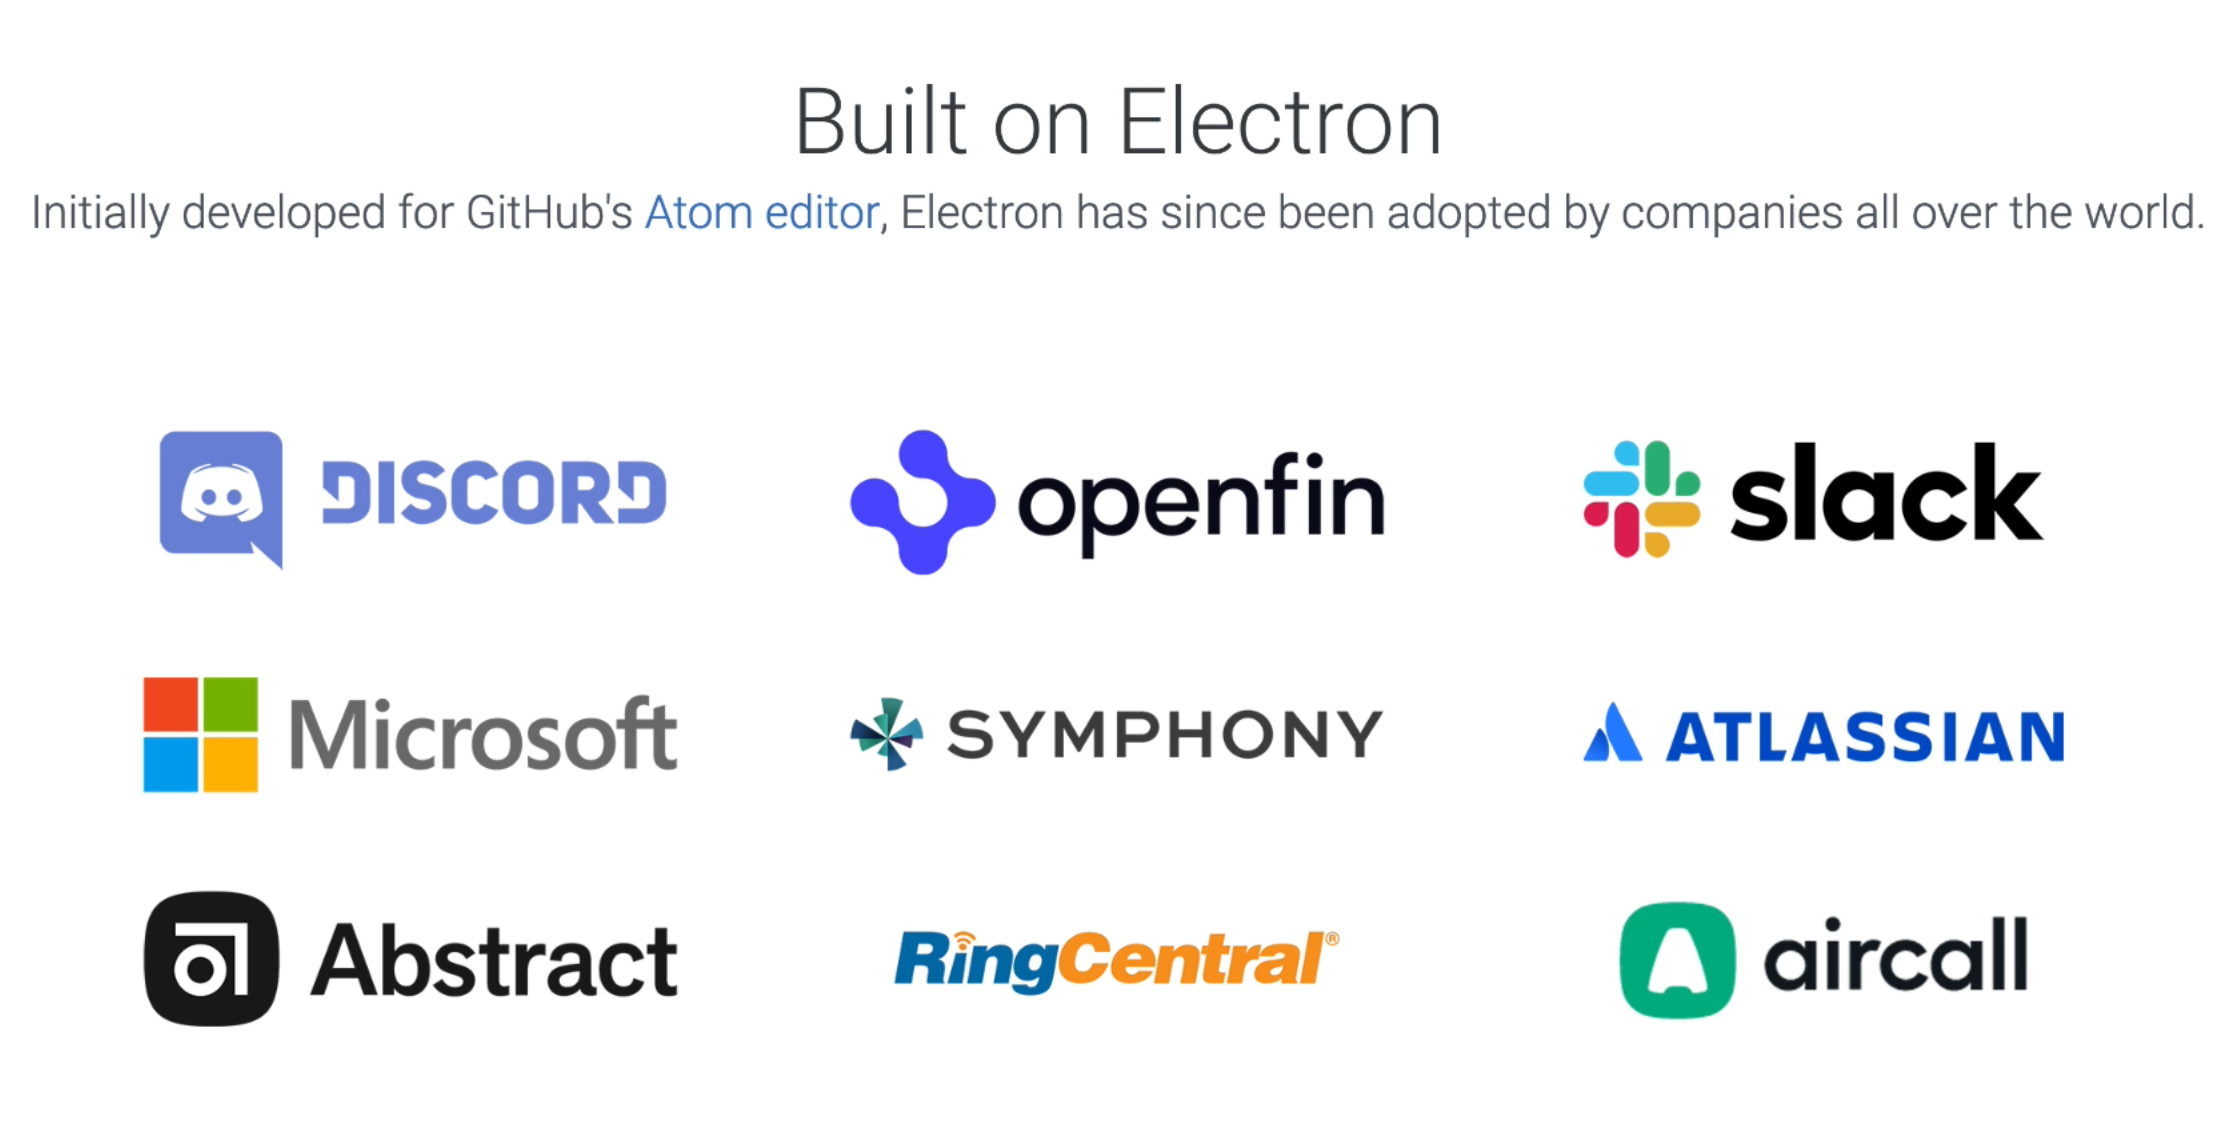 Built on Electron
Initially developed for GitHub's Atom editor, Electron has since been adopted by companies all over the world.
DISCORD
openfin
slack
Microsoft
SYMPHONY
ATLASSIAN
Abstract
RingCentral®
aircall